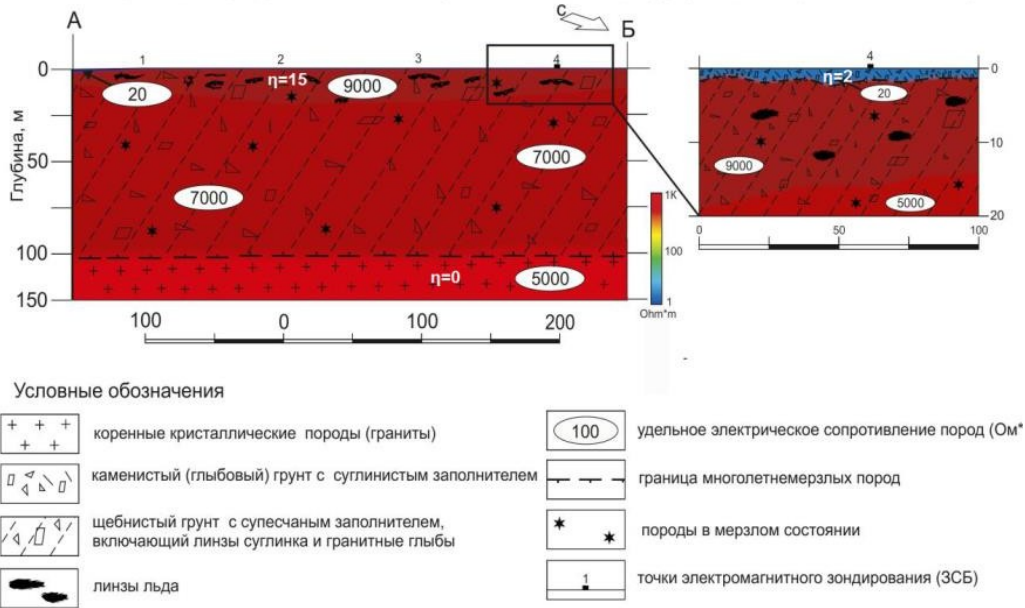 А
с
Б
1
2
3
4
4
0
50
100
150
Глубина, м
20
η=15
9000
7000
7000
η=0
5000
1K
100
1
Ohm*m
η=2
20
9000
5000
0
10
20
0
50
100
100
0
100
200
Условные обозначения
коренные кристаллические породы (граниты)
каменистый (глыбовый) грунт с суглинистым заполнителем
щебнистый грунт с супесчаным заполнителем,
включающий линзы суглинка и гранитные глыбы
линзы льда
100
удельное электрическое сопротивление пород (Ом*
граница многолетнемерзлых пород
породы в мерзлом состоянии
1
точки электромагнитного зондирования (ЗСБ)